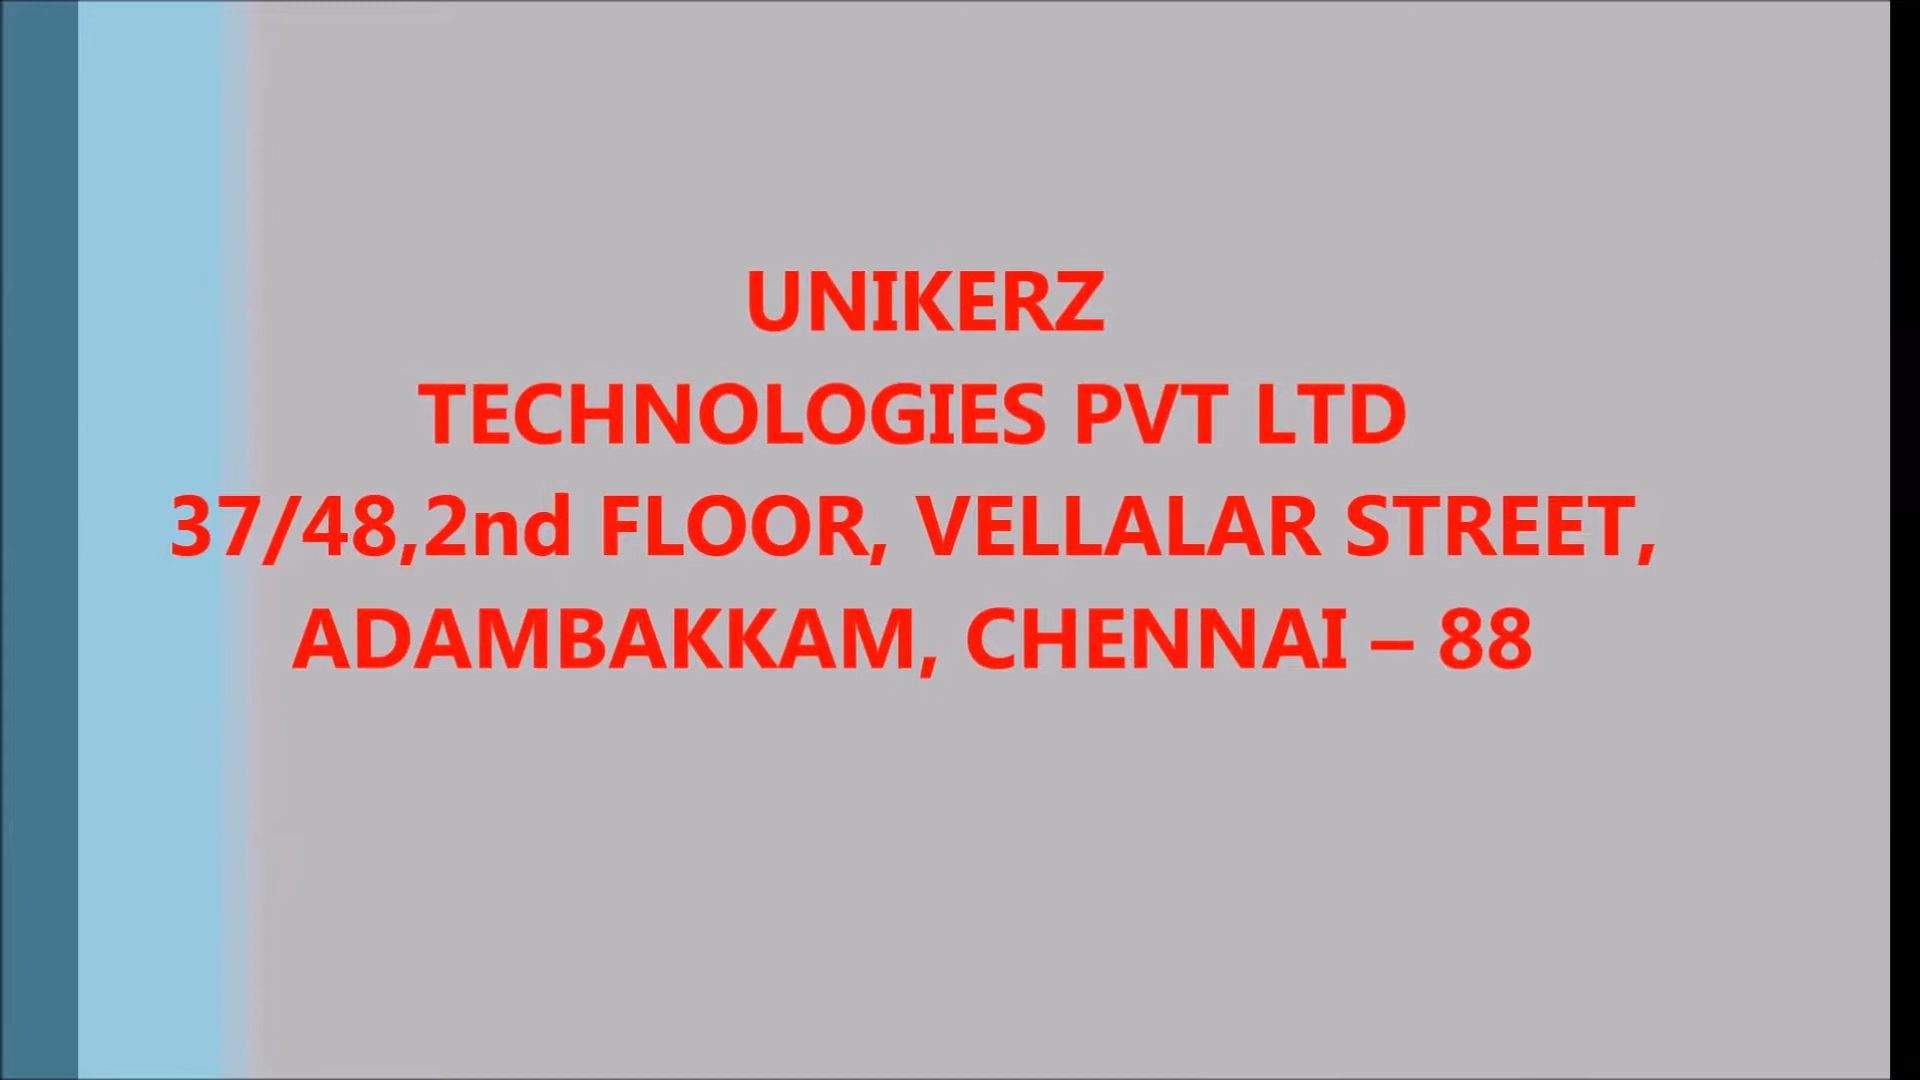 UNIKERZ
TECHNOLOGIES PVT LTD
37/48,2nd FLOOR, VELLALAR STREET,
ADAMBAKKAM, CHENNAI – 88